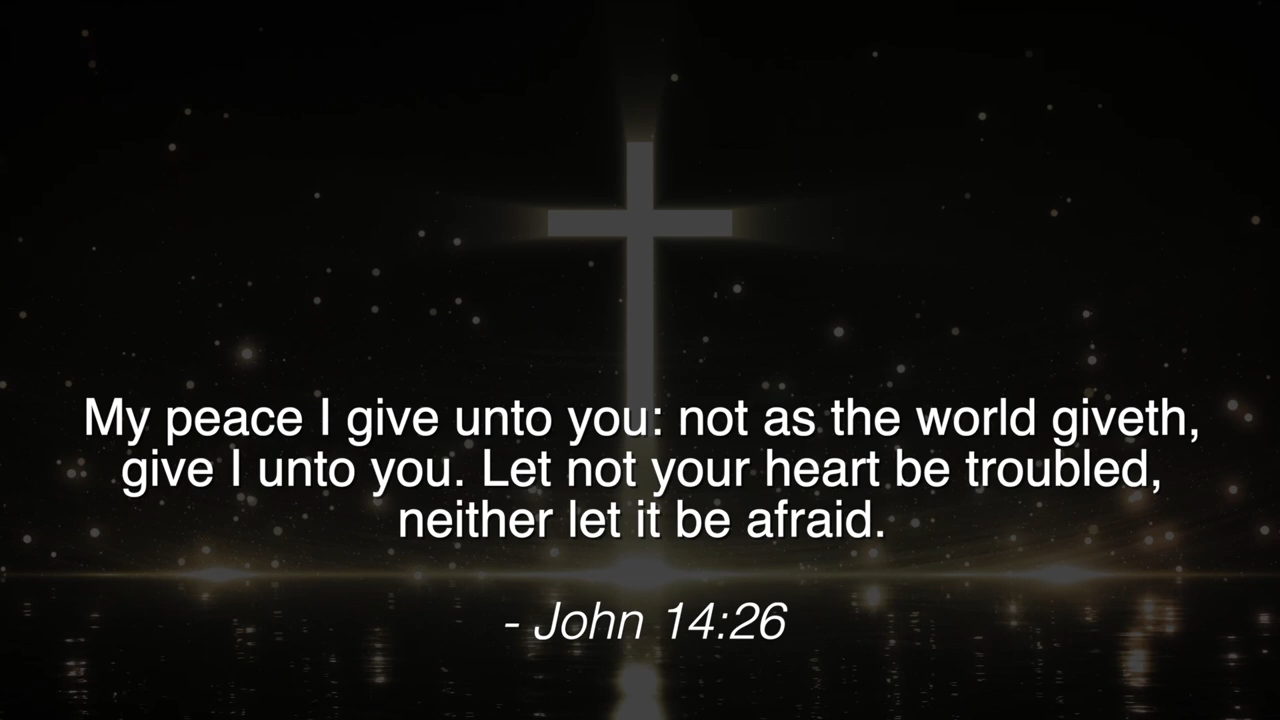 My peace I give unto you: not as the world giveth,
give I unto you. Let not your heart be troubled,
neither let it be afraid.
- John 14:26